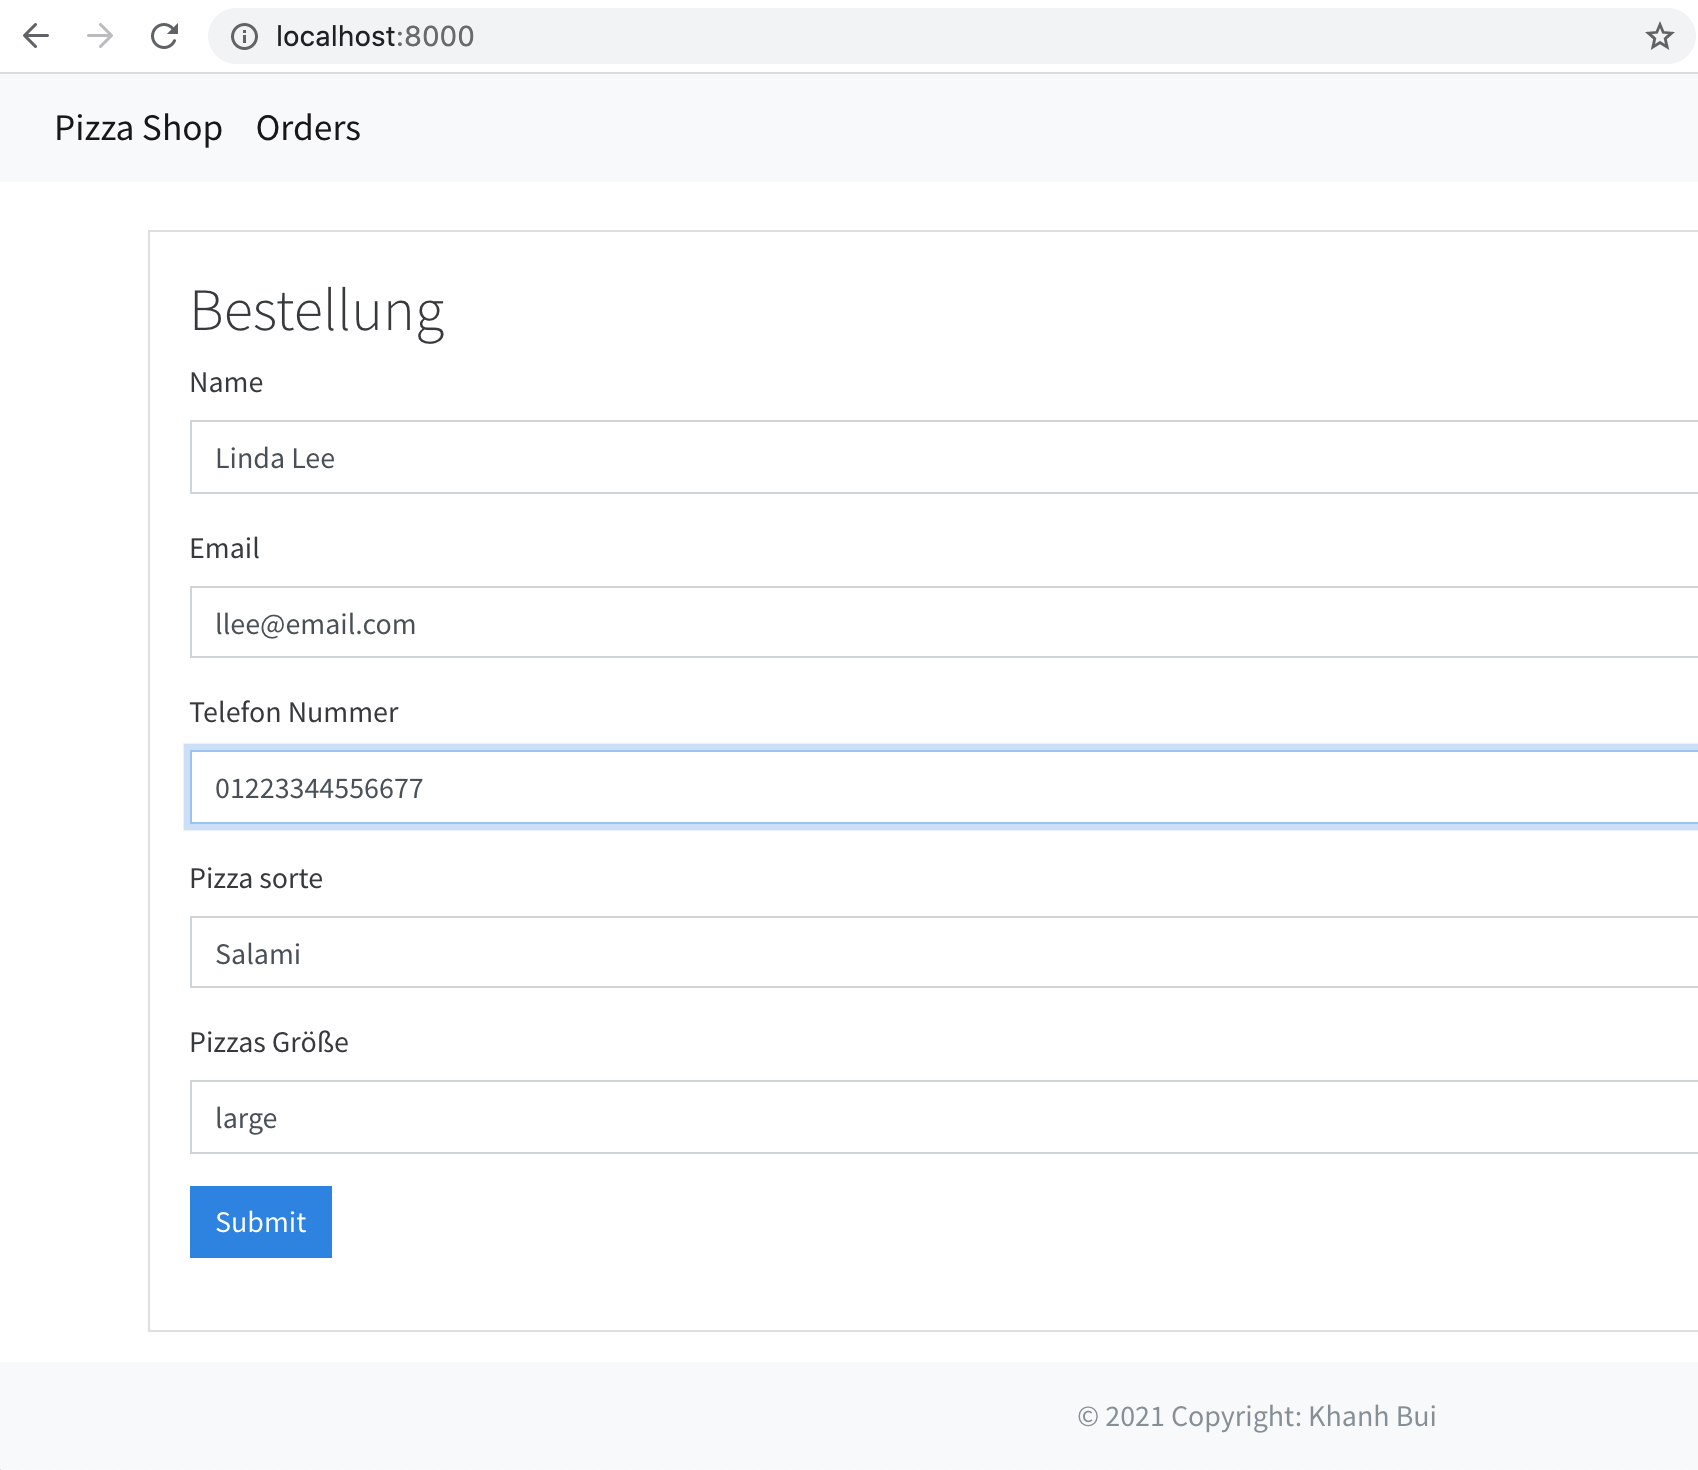 localhost:8000
Pizza Shop Orders
Bestellung
Name
Linda Lee
Email
llee@email.com
Telefon Nummer
01223344556677
Pizza sorte
Salami
Pizzas Größe
large
Submit
© 2021 Copyright: Khanh Bui